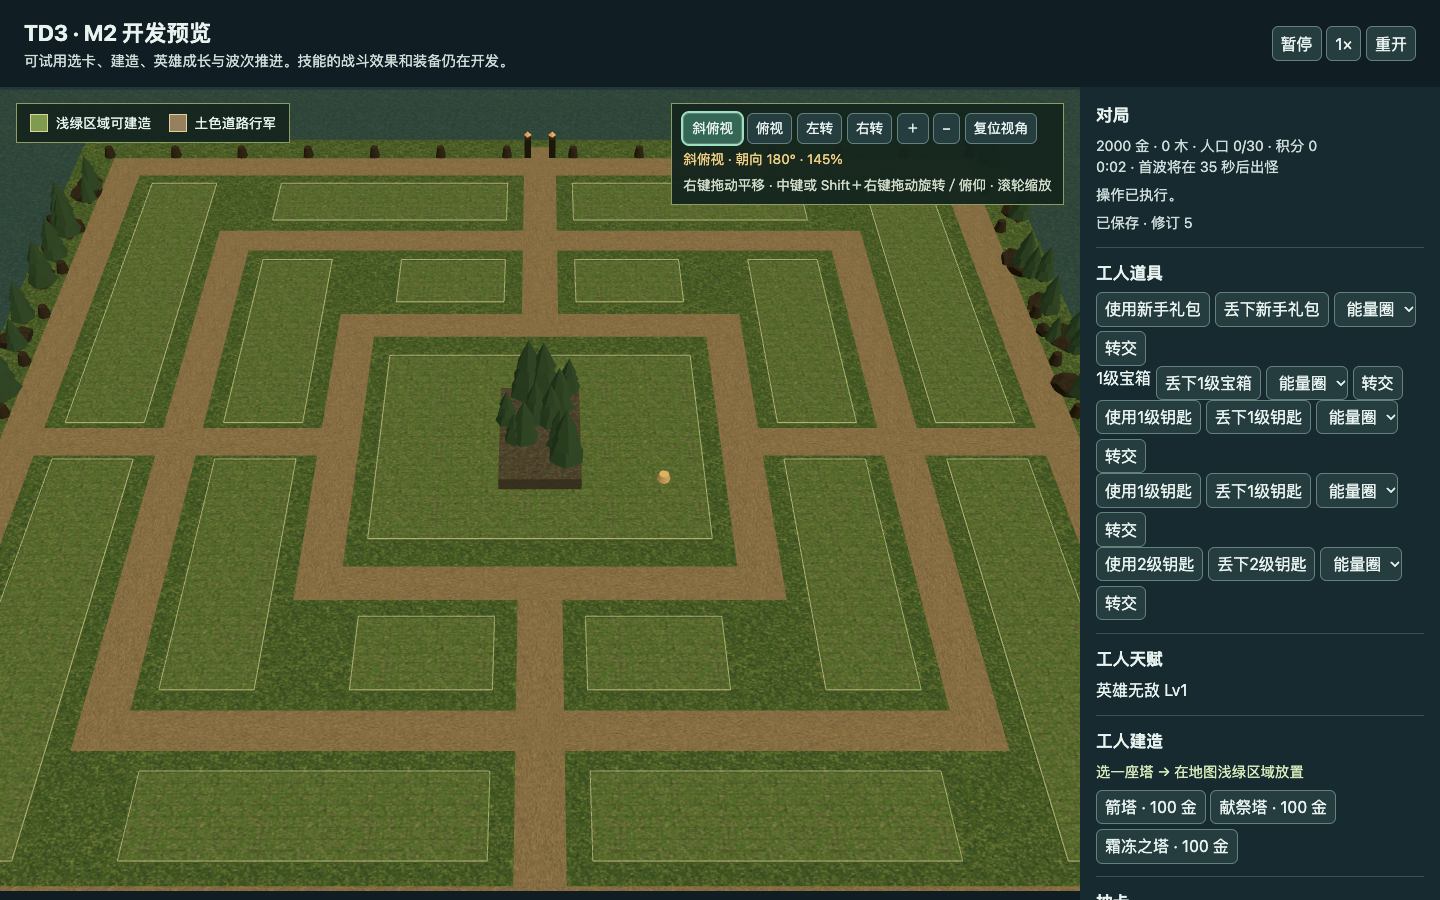 TD3 · M2 开发预览
可试用选卡、建造、英雄成长与波次推进。技能的战斗效果和装备仍在开发。
暂停 1× 重开
浅绿区域可建造 土色道路行军
斜俯视 俯视 左转 右转 + − 复位视角
斜俯视 · 朝向 180° · 145%
右键拖动平移 · 中键或 Shift+右键拖动旋转 / 俯仰 · 滚轮缩放
对局
2000 金 · 0 木 · 人口 0/30 · 积分 0
0:02 · 首波将在 35 秒后出怪
操作已执行。
已保存 · 修订 5
工人道具
使用新手礼包 丢下新手礼包 能量圈
转交
1级宝箱 丢下1级宝箱 能量圈 转交
使用1级钥匙 丢下1级钥匙 能量圈
转交
使用1级钥匙 丢下1级钥匙 能量圈
转交
使用2级钥匙 丢下2级钥匙 能量圈
转交
工人天赋
英雄无敌 Lv1
工人建造
选一座塔 → 在地图浅绿区域放置
箭塔 · 100 金 献祭塔 · 100 金
霜冻之塔 · 100 金